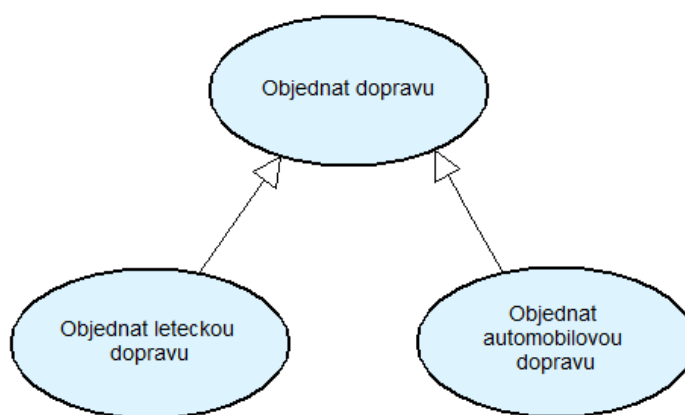 Objednat dopravu
Objednat leteckou
dopravu
Objednat
automobilovou
dopravu